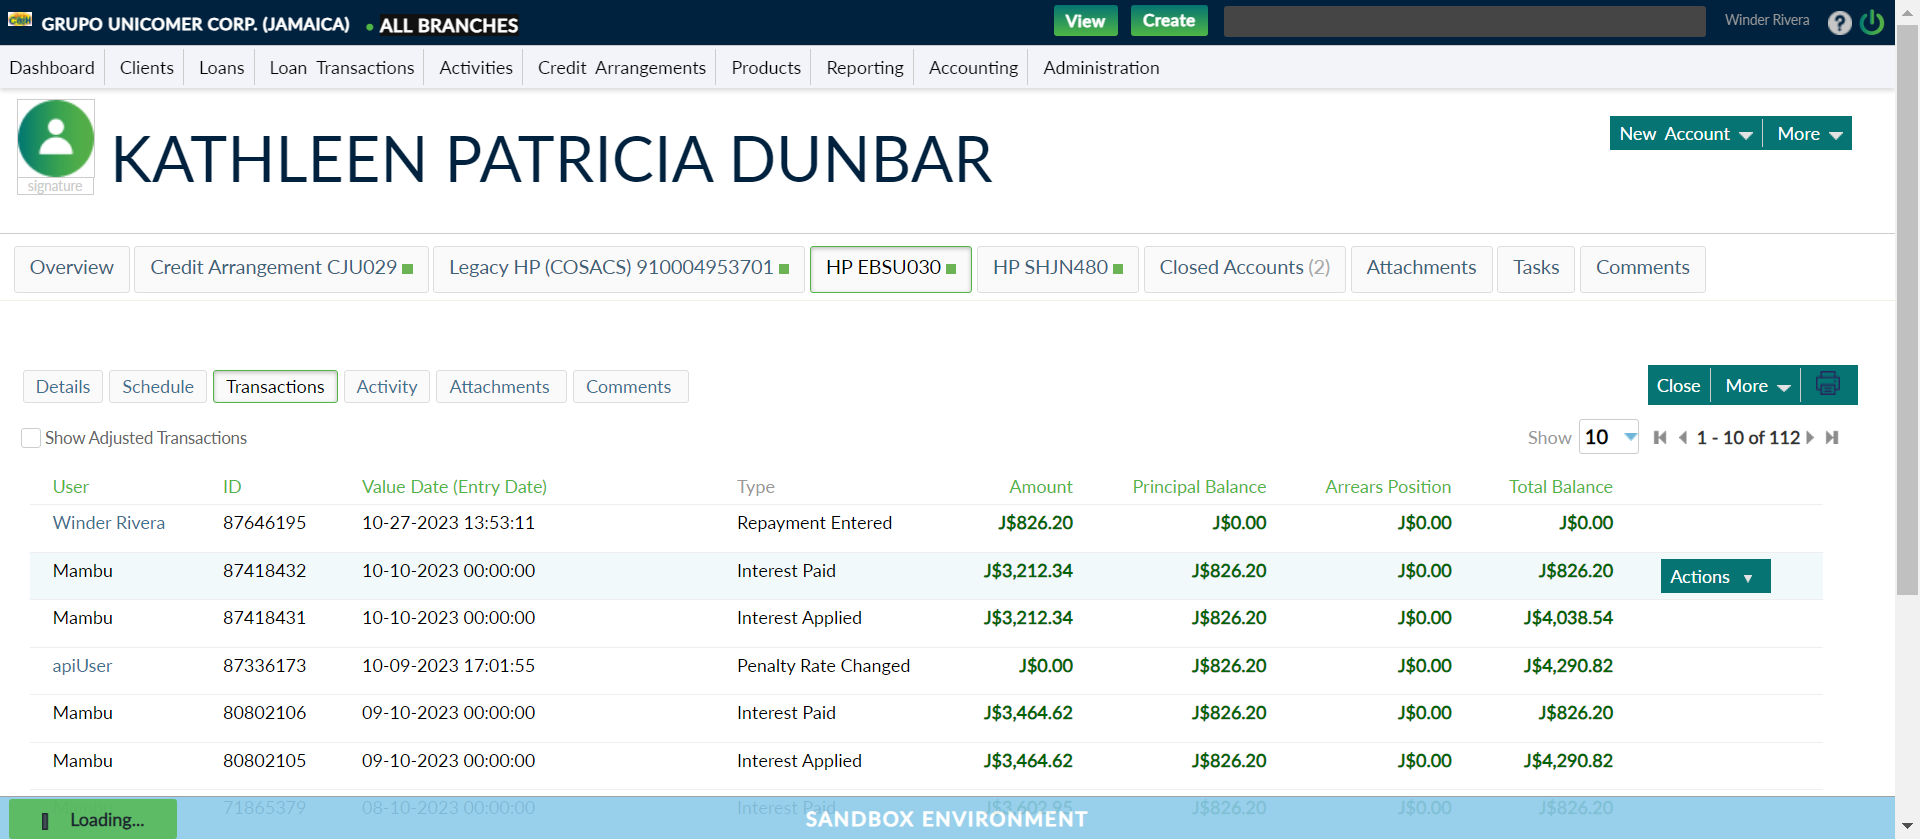 Cash
GRUPO UNICOMER CORP. (JAMAICA) ALL BRANCHES View Create Winder Rivera ?
Dashboard Clients Loans Loan Transactions Activities Credit Arrangements Products Reporting Accounting Administration
KATHLEEN PATRICIA DUNBAR
New Account More
signature
Overview Credit Arrangement CJU029 Legacy HP (COSACS) 910004953701 HP EBSU030 HP SHJN480 Closed Accounts (2) Attachments Tasks Comments
Details Schedule Transactions Activity Attachments Comments Close More
Show Adjusted Transactions Show 10 1 - 10 of 112
User ID Value Date (Entry Date) Type Amount Principal Balance Arrears Position Total Balance
Winder Rivera 87646195 10-27-2023 13:53:11 Repayment Entered J$826.20 J$0.00 J$0.00 J$0.00
Mambu 87418432 10-10-2023 00:00:00 Interest Paid J$3,212.34 J$826.20 J$0.00 J$826.20 Actions
Mambu 87418431 10-10-2023 00:00:00 Interest Applied J$3,212.34 J$826.20 J$0.00 J$4,038.54
apiUser 87336173 10-09-2023 17:01:55 Penalty Rate Changed J$0.00 J$826.20 J$0.00 J$4,290.82
Mambu 80802106 09-10-2023 00:00:00 Interest Paid J$3,464.62 J$826.20 J$0.00 J$826.20
Mambu 80802105 09-10-2023 00:00:00 Interest Applied J$3,464.62 J$826.20 J$0.00 J$4,290.82
Mambu 71865379 08-10-2023 00:00:00 Interest Paid J$3,602.95 J$826.20 J$0.00 J$826.20
Loading... SANDBOX ENVIRONMENT